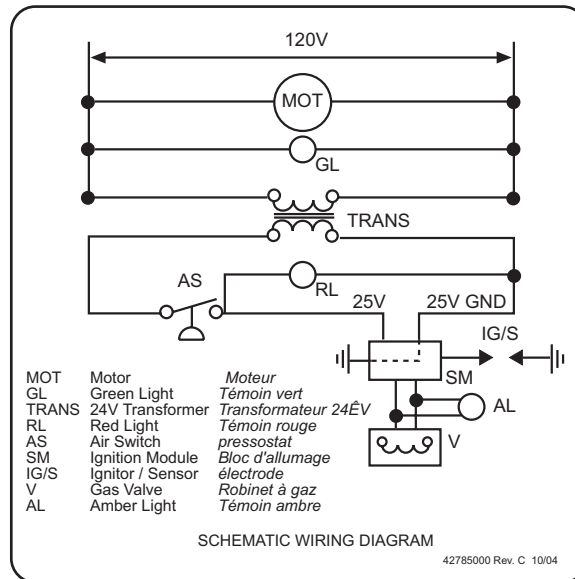 120V
MOT
GL
TRANS
AS
RL
25V 25V GND
IG/S
SM
AL
V
MOT Motor Moteur
GL Green Light Témoin vert
TRANS 24V Transformer Transformateur 24ÊV
RL Red Light Témoin rouge
AS Air Switch pressostat
SM Ignition Module Bloc d'allumage
IG/S Ignitor / Sensor électrode
V Gas Valve Robinet à gaz
AL Amber Light Témoin ambre
SCHEMATIC WIRING DIAGRAM
42785000 Rev. C 10/04